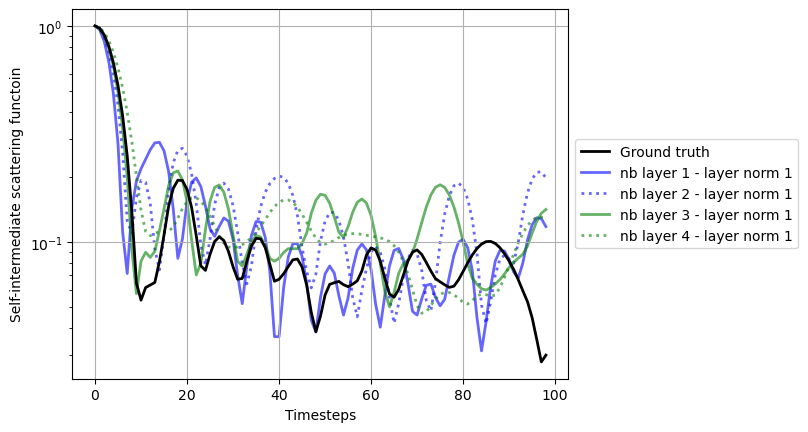 10⁰
10⁻¹
Self-intermediate scattering functoin
0 20 40 60 80 100
Timesteps
Ground truth
nb layer 1 - layer norm 1
nb layer 2 - layer norm 1
nb layer 3 - layer norm 1
nb layer 4 - layer norm 1